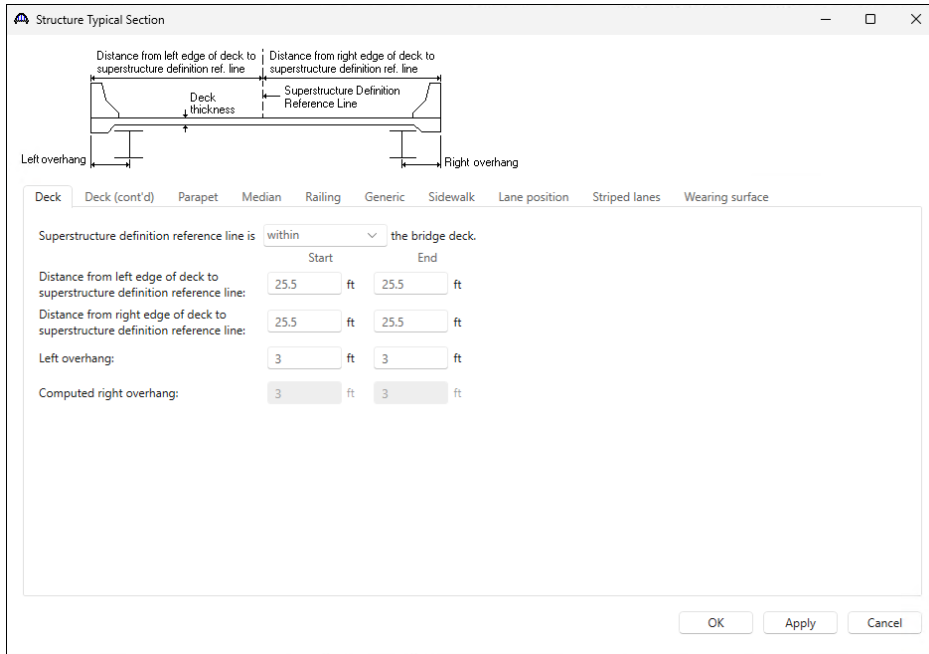 Structure Typical Section
Distance from left edge of deck to
superstructure definition ref. line
Distance from right edge of deck to
superstructure definition ref. line
Deck
thickness
Superstructure Definition
Reference Line
Left overhang
Right overhang
Deck Deck (cont'd) Parapet Median Railing Generic Sidewalk Lane position Striped lanes Wearing surface
Superstructure definition reference line is within the bridge deck.
Start End
Distance from left edge of deck to
superstructure definition reference line:
25.5 ft 25.5 ft
Distance from right edge of deck to
superstructure definition reference line:
25.5 ft 25.5 ft
Left overhang: 3 ft 3 ft
Computed right overhang: 3 ft 3 ft
OK Apply Cancel